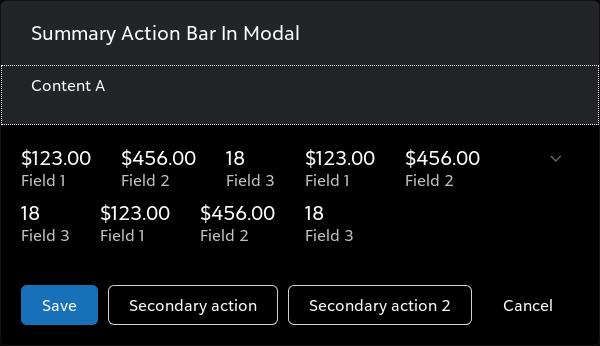 Summary Action Bar In Modal
Content A
$123.00 $456.00 18 $123.00 $456.00
Field 1 Field 2 Field 3 Field 1 Field 2
18 $123.00 $456.00 18
Field 3 Field 1 Field 2 Field 3
Save Secondary action Secondary action 2 Cancel